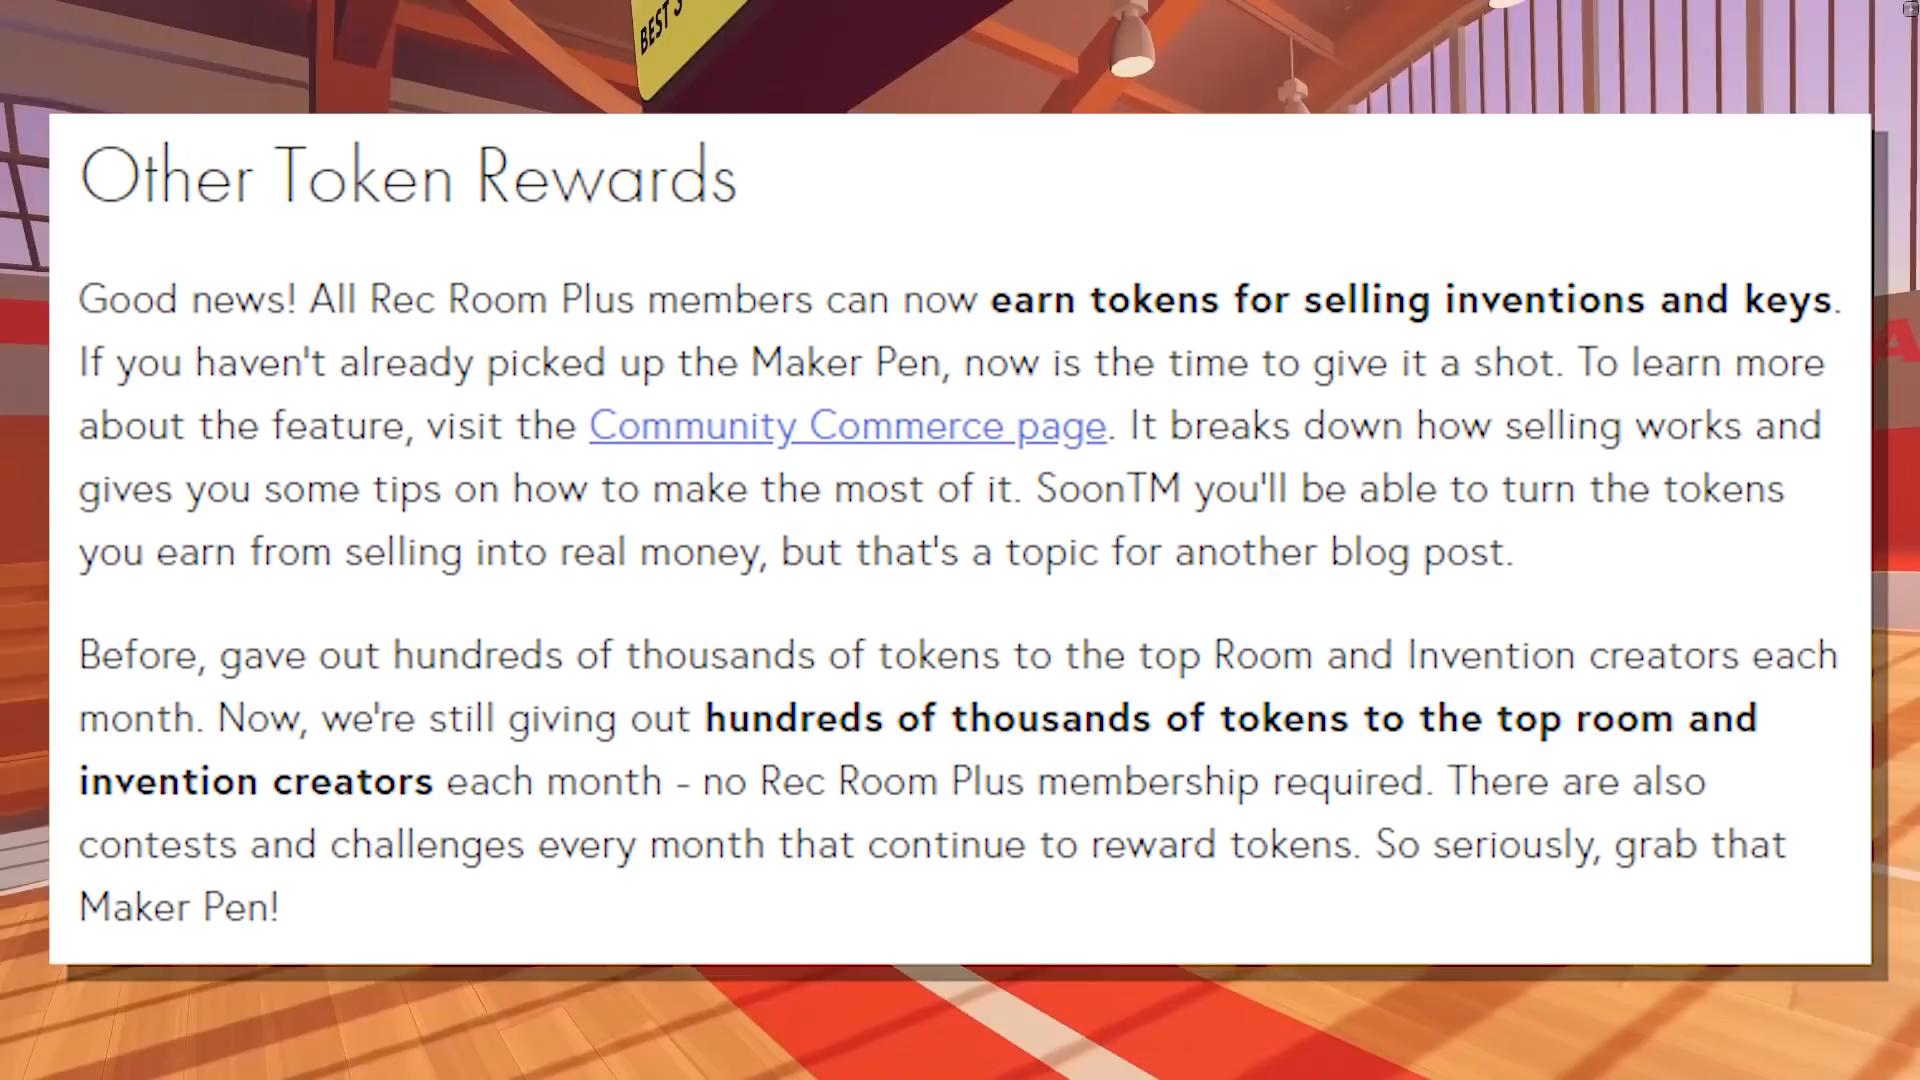 BEST
Other Token Rewards
Good news! All Rec Room Plus members can now earn tokens for selling inventions and keys.
If you haven't already picked up the Maker Pen, now is the time to give it a shot. To learn more
about the feature, visit the Community Commerce page. It breaks down how selling works and
gives you some tips on how to make the most of it. SoonTM you'll be able to turn the tokens
you earn from selling into real money, but that's a topic for another blog post.
Before, gave out hundreds of thousands of tokens to the top Room and Invention creators each
month. Now, we're still giving out hundreds of thousands of tokens to the top room and
invention creators each month - no Rec Room Plus membership required. There are also
contests and challenges every month that continue to reward tokens. So seriously, grab that
Maker Pen!